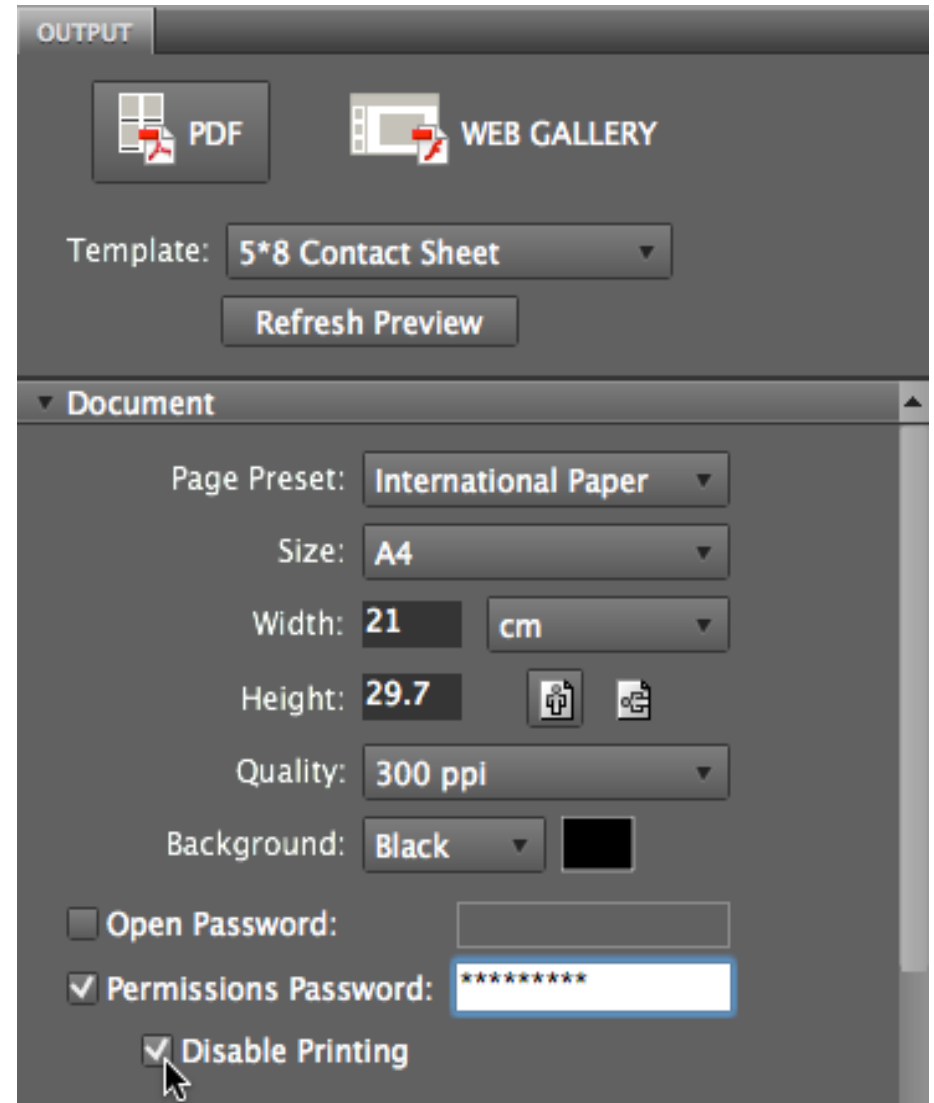 OUTPUT
PDF WEB GALLERY
Template: 5*8 Contact Sheet
Refresh Preview
Document
Page Preset: International Paper
Size: A4
Width: 21 cm
Height: 29.7
Quality: 300 ppi
Background: Black
Open Password:
Permissions Password: *********
Disable Printing